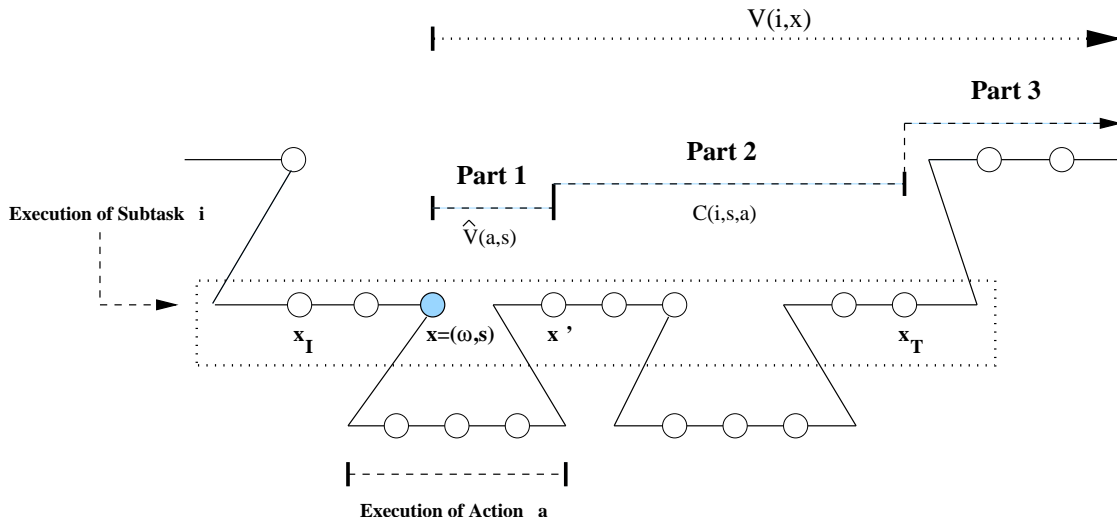 V(i,x)
Part 3
Part 2
Part 1
Execution of Subtask i
C(i,s,a)
V̂(a,s)
x_I
x=(ω,s)
x '
x_T
Execution of Action a